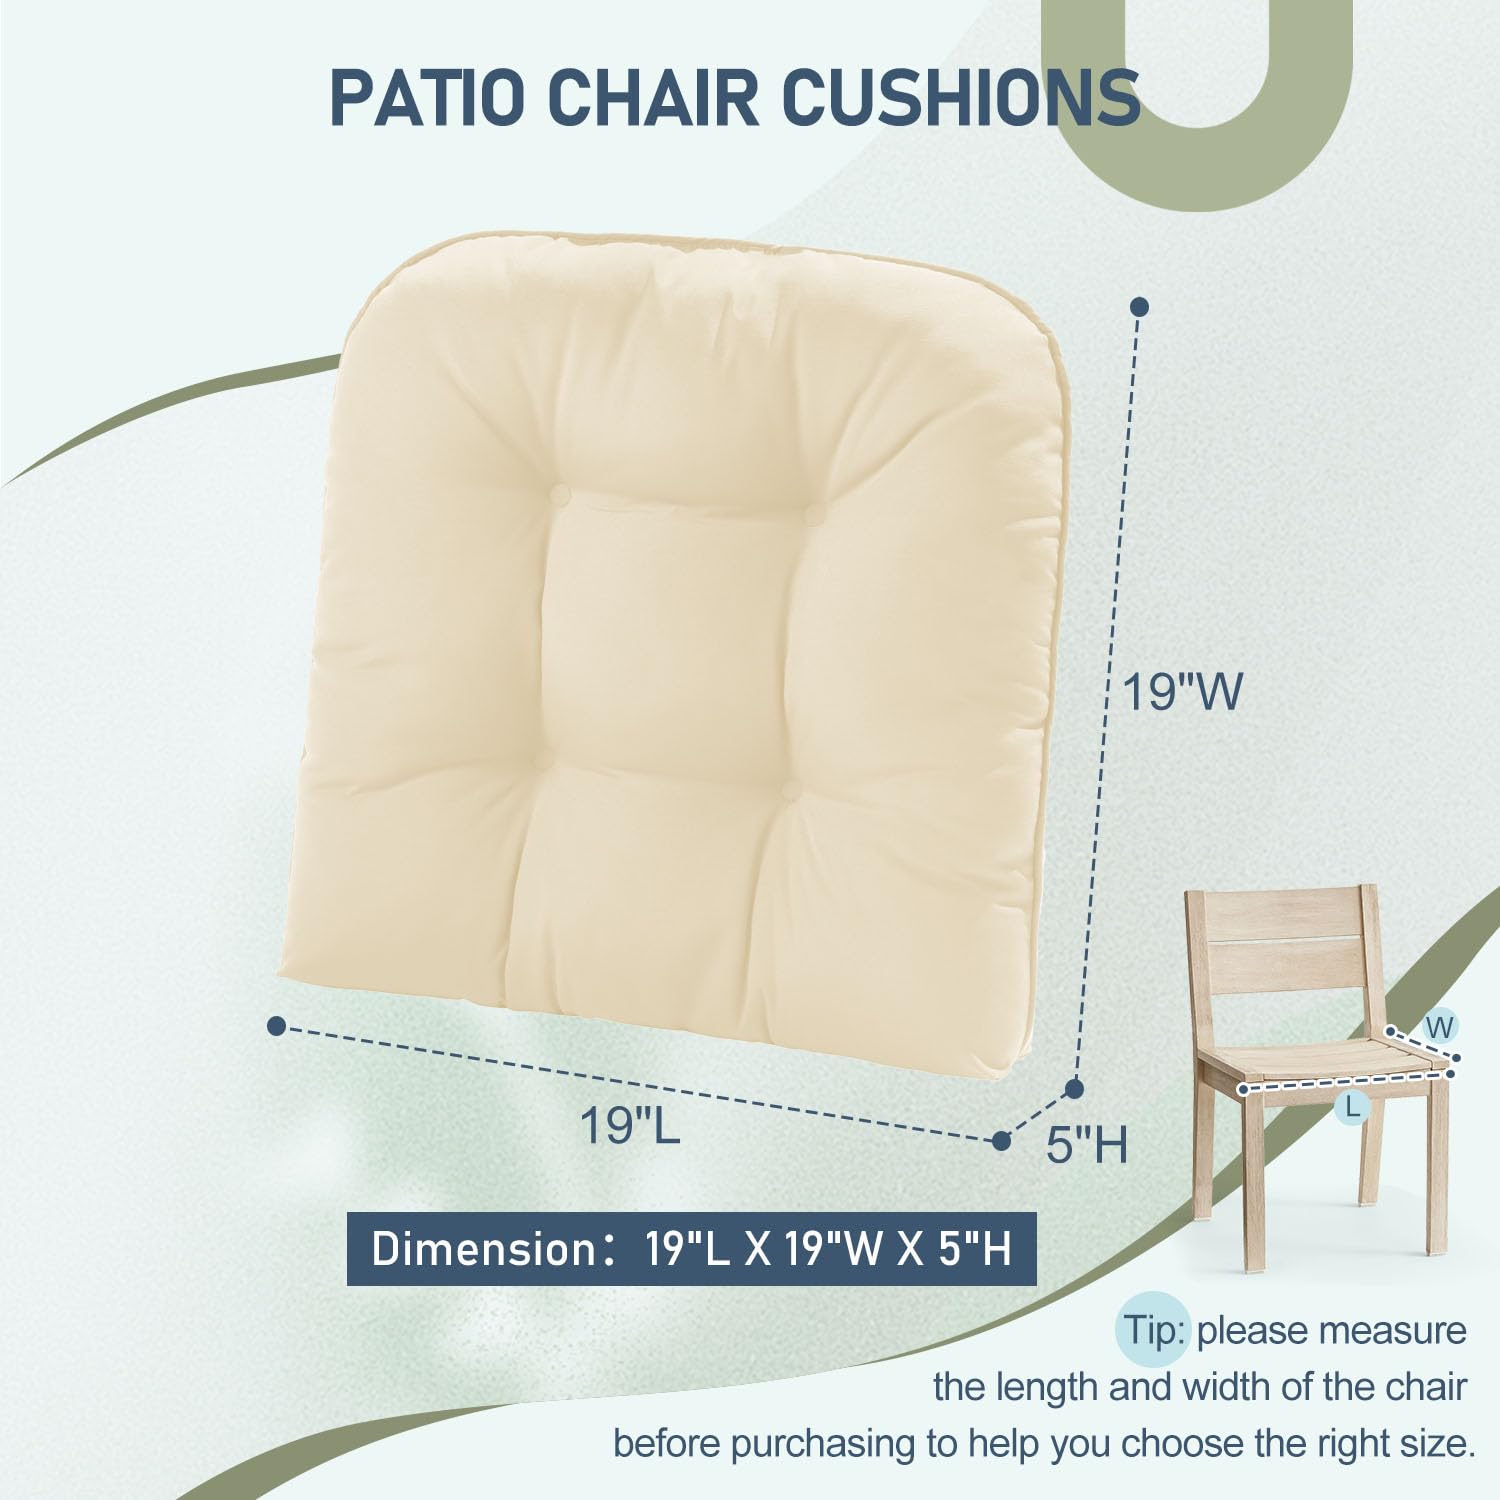 PATIO CHAIR CUSHIONS
19"W
19"L
5"H
W
L
Dimension：19"L X 19"W X 5"H
Tip: please measure
the length and width of the chair
before purchasing to help you choose the right size.